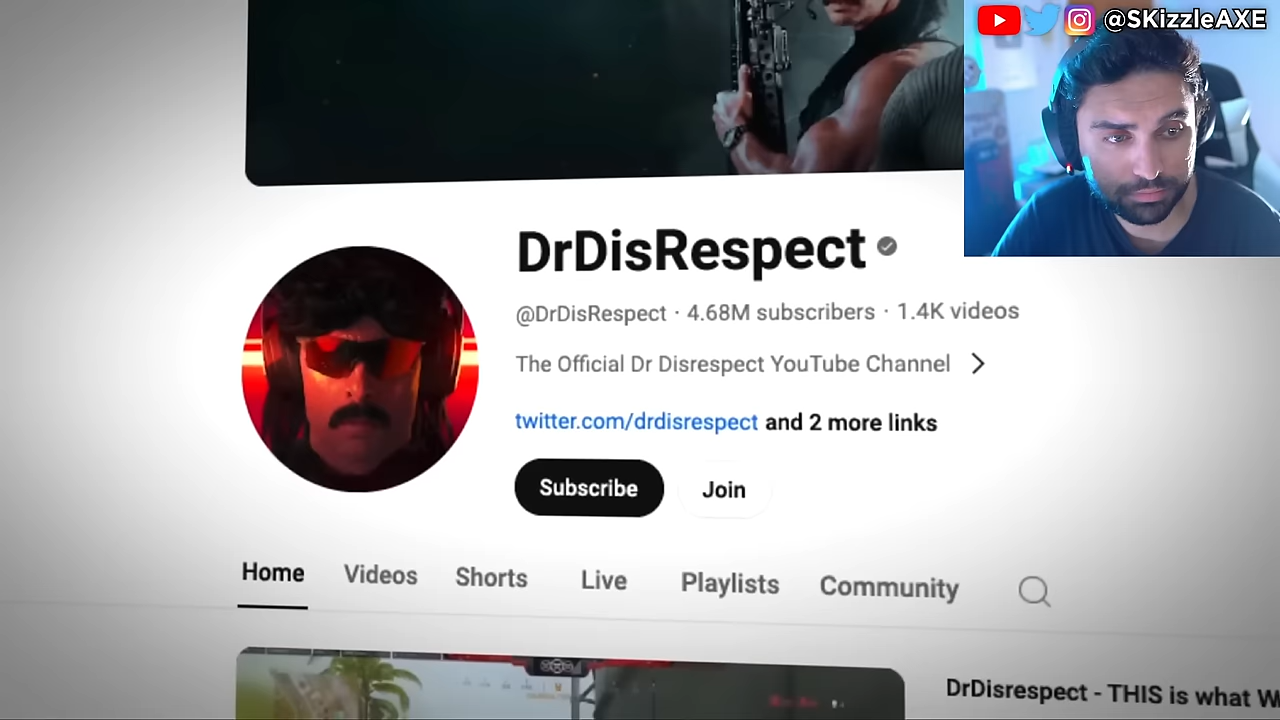 @SKizzleAXE
DrDisRespect
@DrDisRespect · 4.68M subscribers · 1.4K videos
The Official Dr Disrespect YouTube Channel
twitter.com/drdisrespect and 2 more links
Subscribe Join
Home Videos Shorts Live Playlists Community
DrDisrespect - THIS is what W